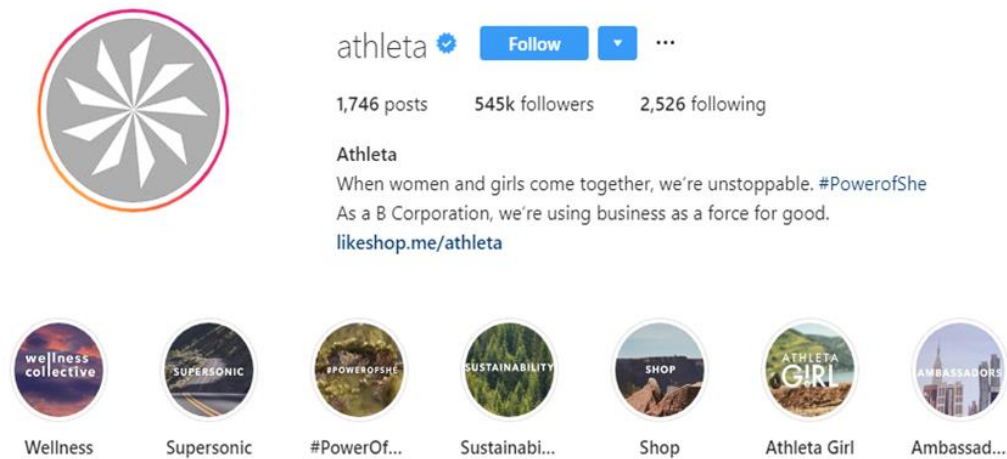 athleta Follow ...
1,746 posts 545k followers 2,526 following
Athleta
When women and girls come together, we're unstoppable. #PowerofShe
As a B Corporation, we're using business as a force for good.
likeshop.me/athleta
wellness
collective
SUPERSONIC
#POWEROFSHE
SUSTAINABILITY
SHOP
ATHLETA
GIRL
AMBASSADORS
Wellness Supersonic #PowerOf... Sustainabi... Shop Athleta Girl Ambassad...